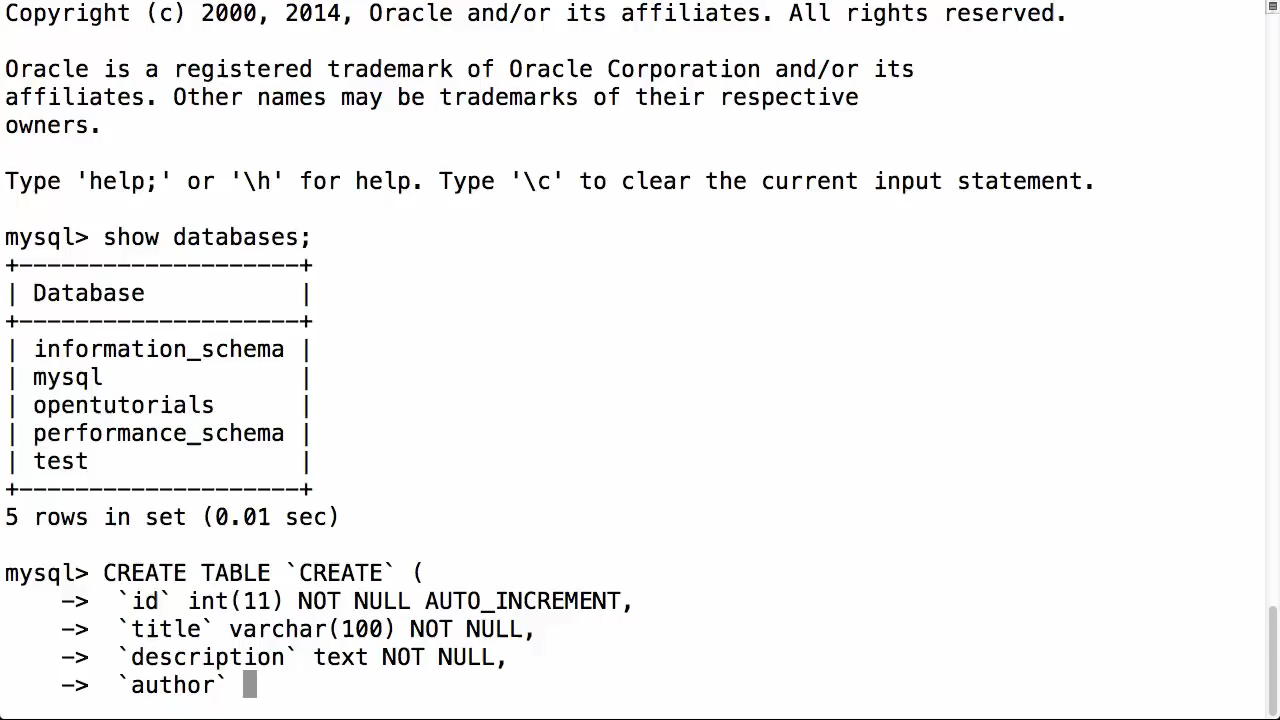 Copyright (c) 2000, 2014, Oracle and/or its affiliates. All rights reserved.
Oracle is a registered trademark of Oracle Corporation and/or its
affiliates. Other names may be trademarks of their respective
owners.
Type 'help;' or '\h' for help. Type '\c' to clear the current input statement.
mysql> show databases;
+--------------------+
| Database           |
+--------------------+
| information_schema |
| mysql              |
| opentutorials      |
| performance_schema |
| test               |
+--------------------+
5 rows in set (0.01 sec)
mysql> CREATE TABLE `CREATE` (
    ->  `id` int(11) NOT NULL AUTO_INCREMENT,
    ->  `title` varchar(100) NOT NULL,
    ->  `description` text NOT NULL,
    ->  `author`